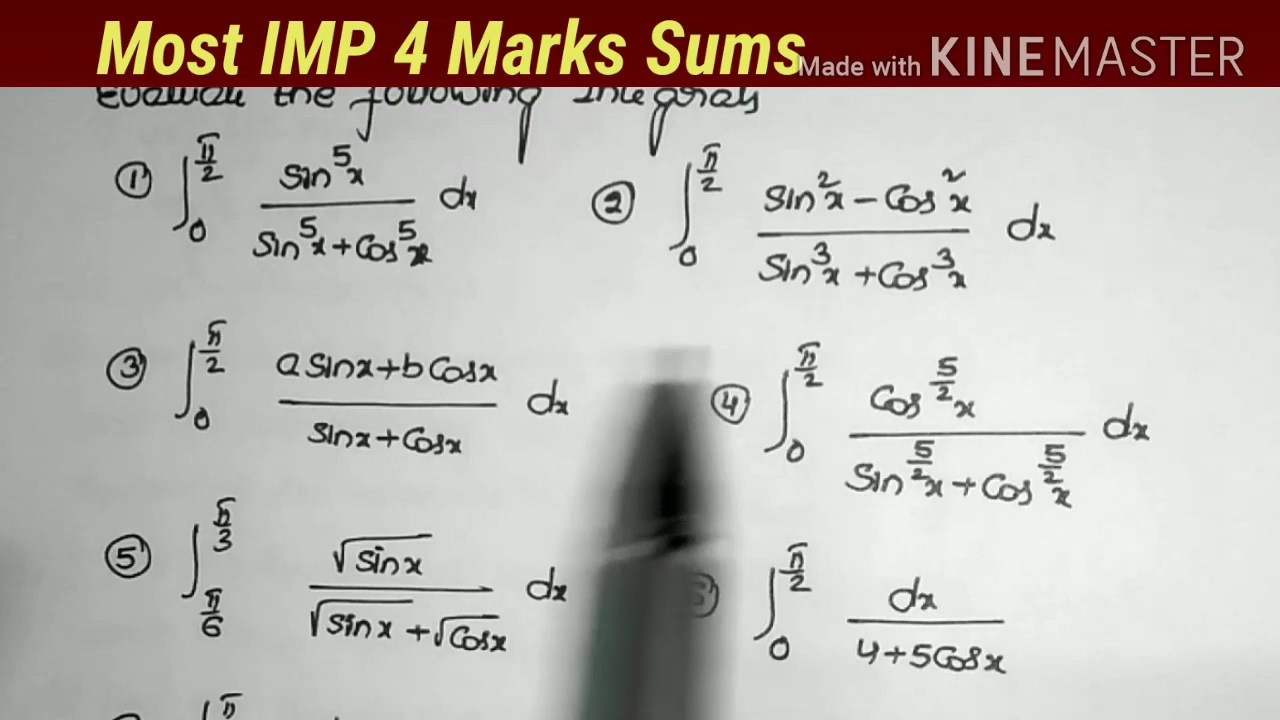 Most IMP 4 Marks Sums
Made with KINEMASTER
Evaluate the following Integrals
① ∫₀^(π/2) sin⁵x / (sin⁵x + cos⁵x) dx
② ∫₀^(π/2) (sin²x − cos²x) / (sin³x + cos³x) dx
③ ∫₀^(π/2) (a sinx + b cosx) / (sinx + cosx) dx
④ ∫₀^(π/2) cos^(5/2)x / (sin^(5/2)x + cos^(5/2)x) dx
⑤ ∫_(π/6)^(π/3) √sinx / (√sinx + √cosx) dx
⑥ ∫₀^(π/2) dx / (4+5cosx)